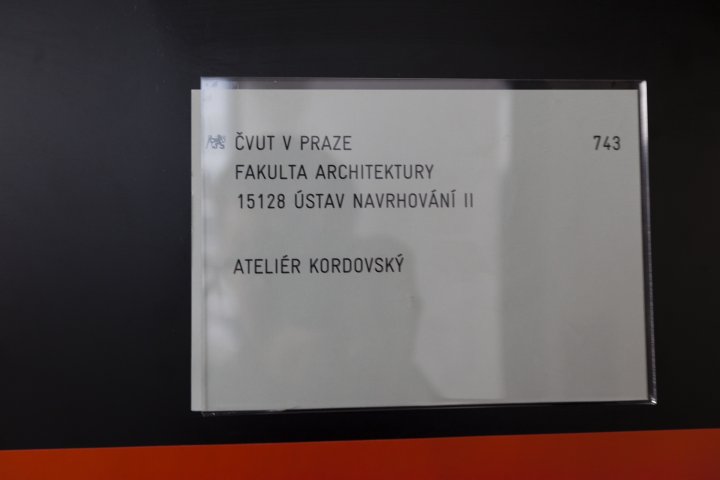 ČVUT V PRAZE 743
FAKULTA ARCHITEKTURY
15128 ÚSTAV NAVRHOVÁNÍ II
ATELIÉR KORDOVSKÝ